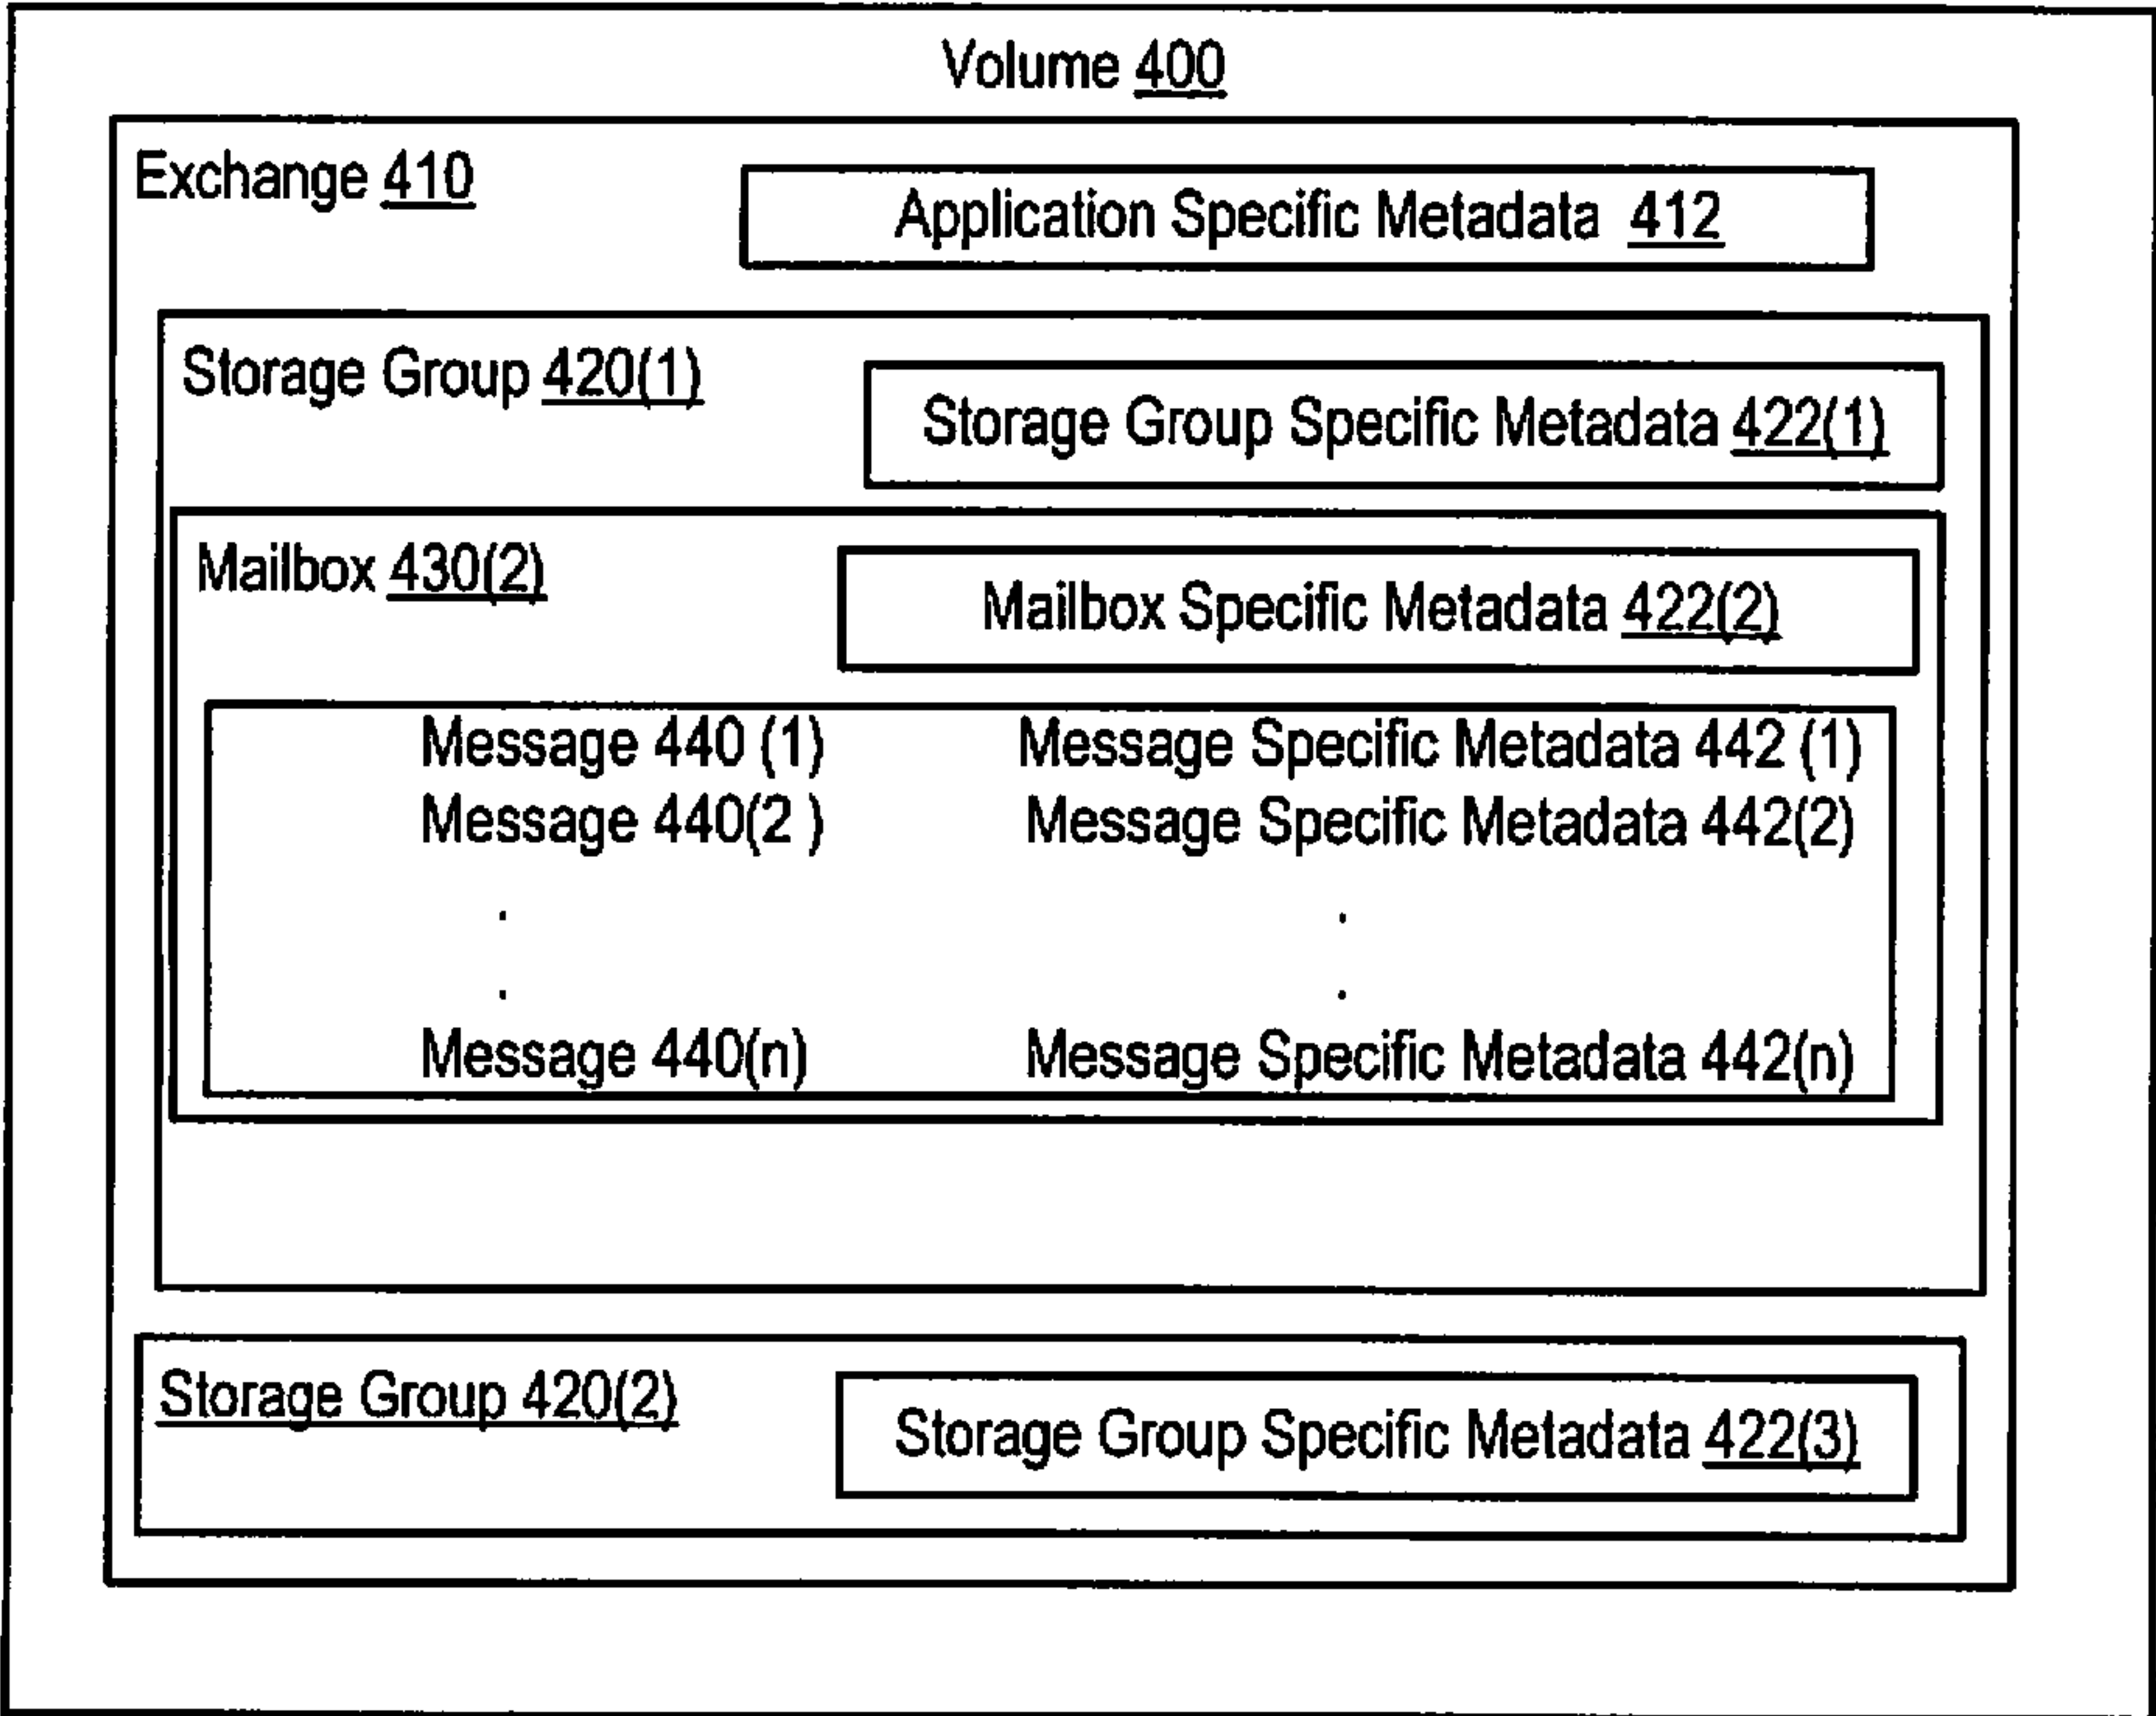 Volume 400
Exchange 410
Application Specific Metadata 412
Storage Group 420(1)
Storage Group Specific Metadata 422(1)
Mailbox 430(2)
Mailbox Specific Metadata 422(2)
Message 440 (1) Message Specific Metadata 442 (1)
Message 440(2 ) Message Specific Metadata 442(2)
. .
. .
Message 440(n) Message Specific Metadata 442(n)
Storage Group 420(2)
Storage Group Specific Metadata 422(3)